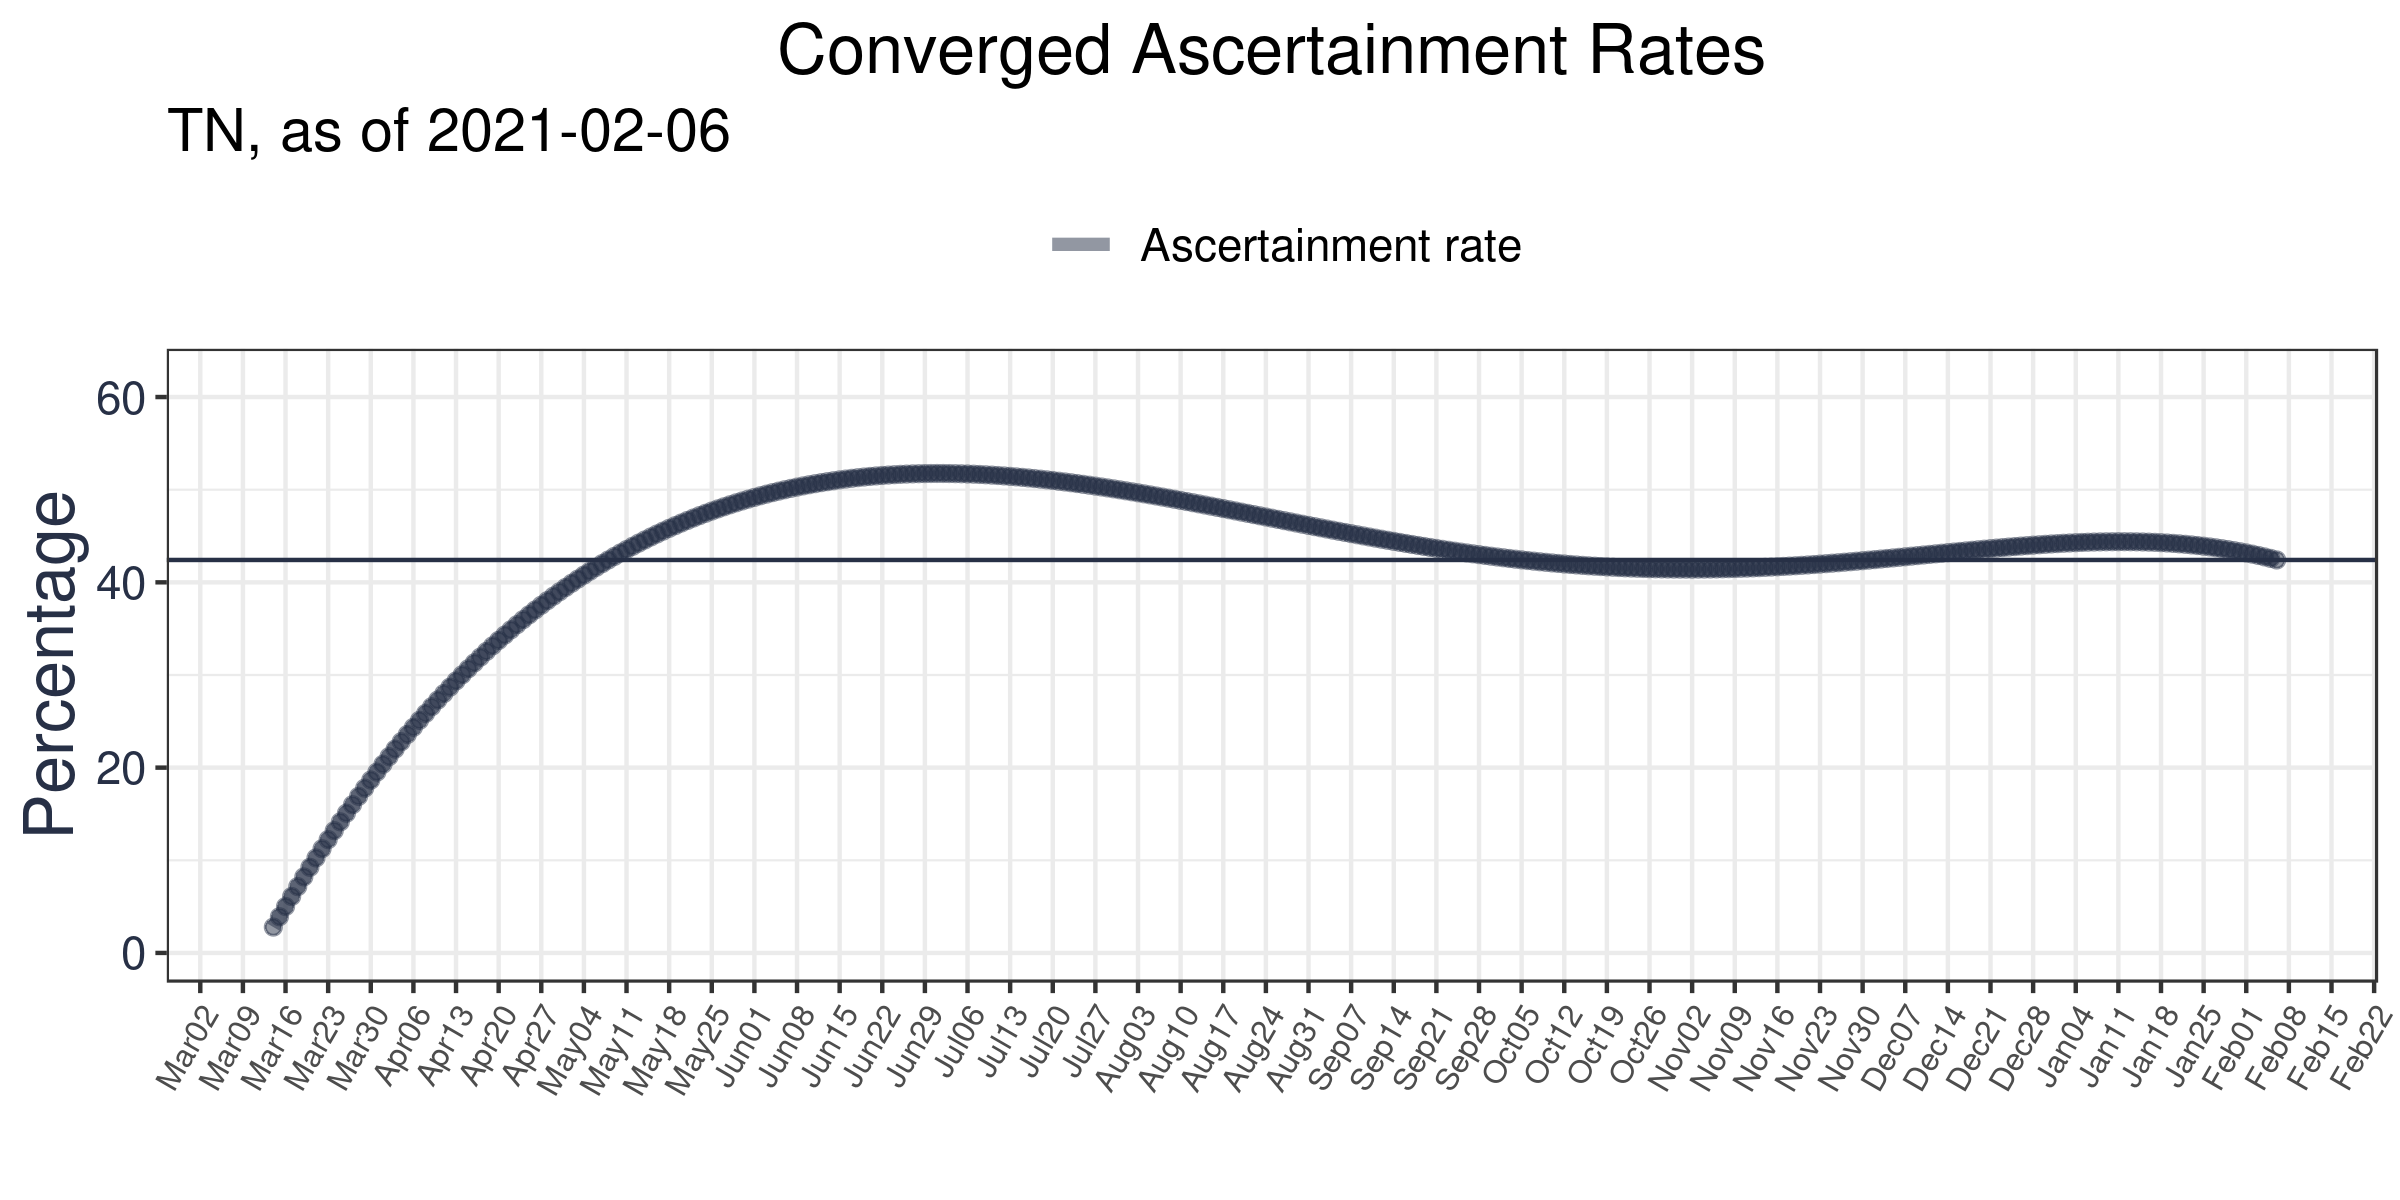 Converged Ascertainment Rates
TN, as of 2021-02-06
Ascertainment rate
Percentage
60
40
20
0
Mar02
Mar09
Mar16
Mar23
Mar30
Apr06
Apr13
Apr20
Apr27
May04
May11
May18
May25
Jun01
Jun08
Jun15
Jun22
Jun29
Jul06
Jul13
Jul20
Jul27
Aug03
Aug10
Aug17
Aug24
Aug31
Sep07
Sep14
Sep21
Sep28
Oct05
Oct12
Oct19
Oct26
Nov02
Nov09
Nov16
Nov23
Nov30
Dec07
Dec14
Dec21
Dec28
Jan04
Jan11
Jan18
Jan25
Feb01
Feb08
Feb15
Feb22